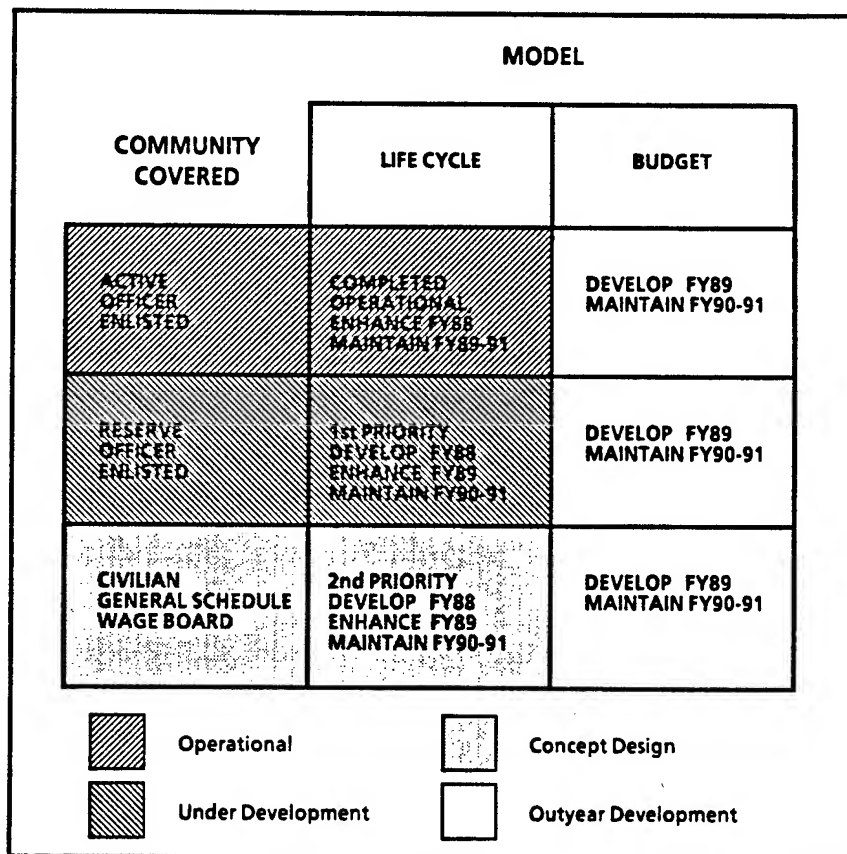 MODEL
COMMUNITY
COVERED
LIFE CYCLE
BUDGET
ACTIVE
OFFICER
ENLISTED
COMPLETED
OPERATIONAL,
ENHANCE FY88
MAINTAIN FY89-91
DEVELOP FY89
MAINTAIN FY90-91
RESERVE
OFFICER
ENLISTED
1st PRIORITY
DEVELOP FY88
ENHANCE FY89
MAINTAIN FY90-91
DEVELOP FY89
MAINTAIN FY90-91
CIVILIAN
GENERAL SCHEDULE
WAGE BOARD
2nd PRIORITY
DEVELOP FY88
ENHANCE FY89
MAINTAIN FY90-91
DEVELOP FY89
MAINTAIN FY90-91
Operational
Concept Design
Under Development
Outyear Development